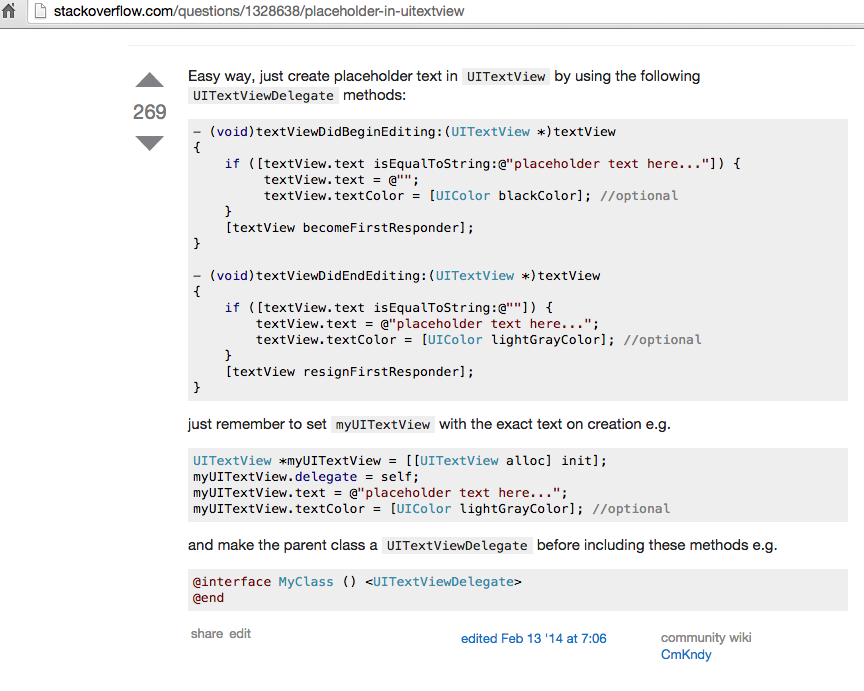 stackoverflow.com/questions/1328638/placeholder-in-uitextview
Easy way, just create placeholder text in UITextView by using the following
UITextViewDelegate methods:
269
- (void)textViewDidBeginEditing:(UITextView *)textView
{
    if ([textView.text isEqualToString:@"placeholder text here..."]) {
         textView.text = @"";
         textView.textColor = [UIColor blackColor]; //optional
    }
    [textView becomeFirstResponder];
}
- (void)textViewDidEndEditing:(UITextView *)textView
{
    if ([textView.text isEqualToString:@""]) {
        textView.text = @"placeholder text here...";
        textView.textColor = [UIColor lightGrayColor]; //optional
    }
    [textView resignFirstResponder];
}
just remember to set myUITextView with the exact text on creation e.g.
UITextView *myUITextView = [[UITextView alloc] init];
myUITextView.delegate = self;
myUITextView.text = @"placeholder text here...";
myUITextView.textColor = [UIColor lightGrayColor]; //optional
and make the parent class a UITextViewDelegate before including these methods e.g.
@interface MyClass () <UITextViewDelegate>
@end
share edit
edited Feb 13 '14 at 7:06
community wiki
CmKndy